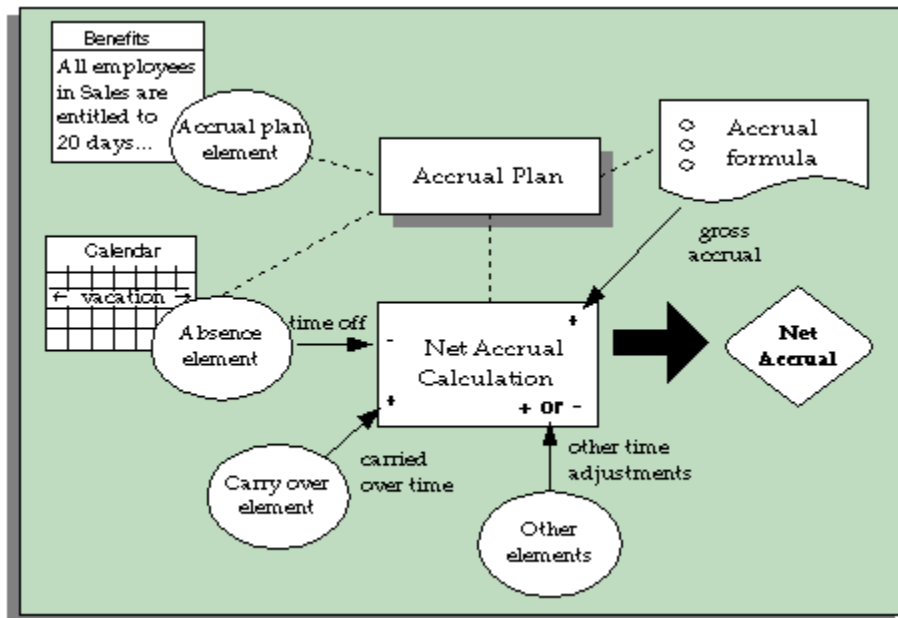 Benefits
All employees
in Sales are
entitled to
20 days...
Accrual plan
element
Accrual Plan
Accrual
formula
gross
accrual
Calendar
← vacation →
Absence
element
time off
-
+
Net Accrual
Calculation
+
+ or -
Net
Accrual
Carry over
element
carried
over time
other time
adjustments
Other
elements